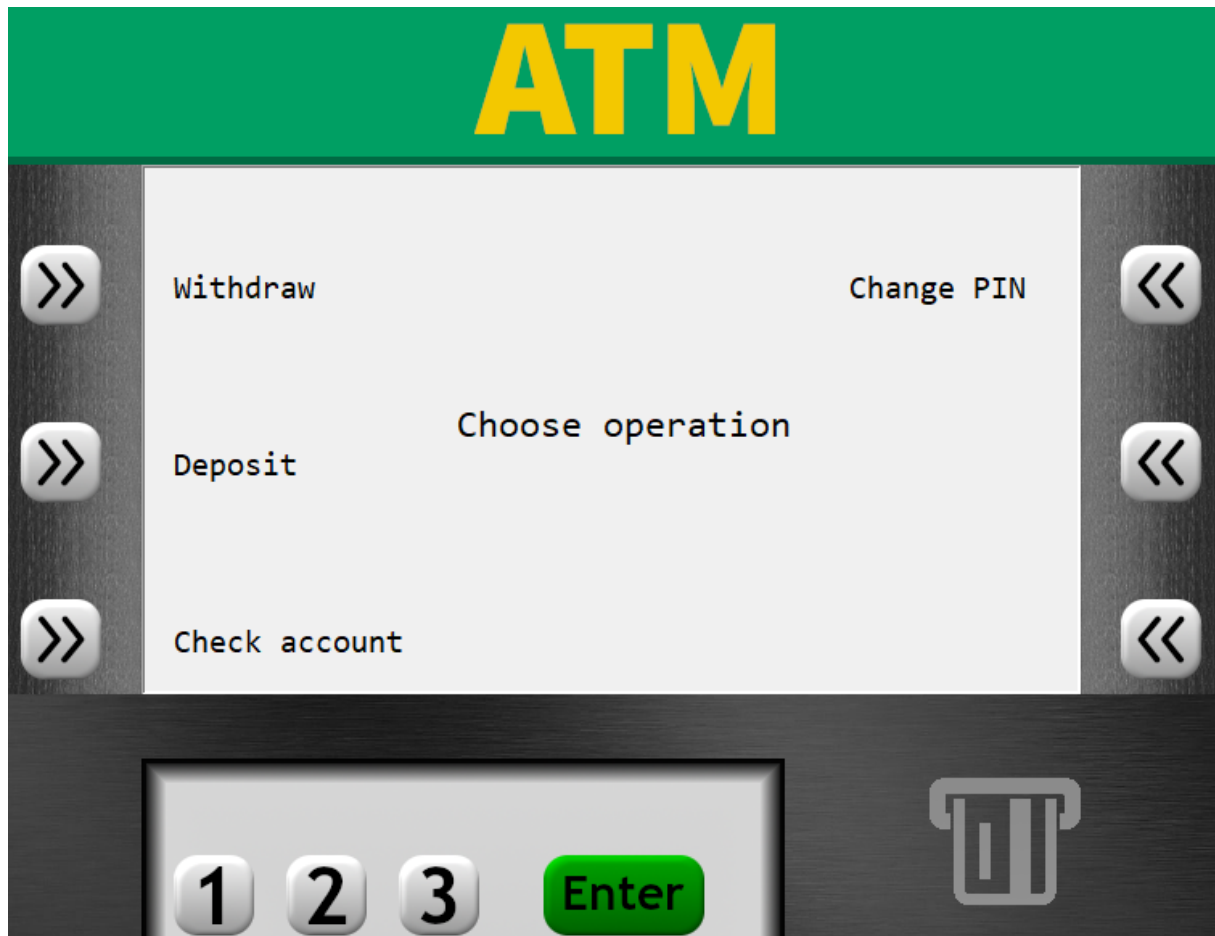 ATM
Withdraw
Change PIN
Choose operation
Deposit
Check account
1 2 3 Enter